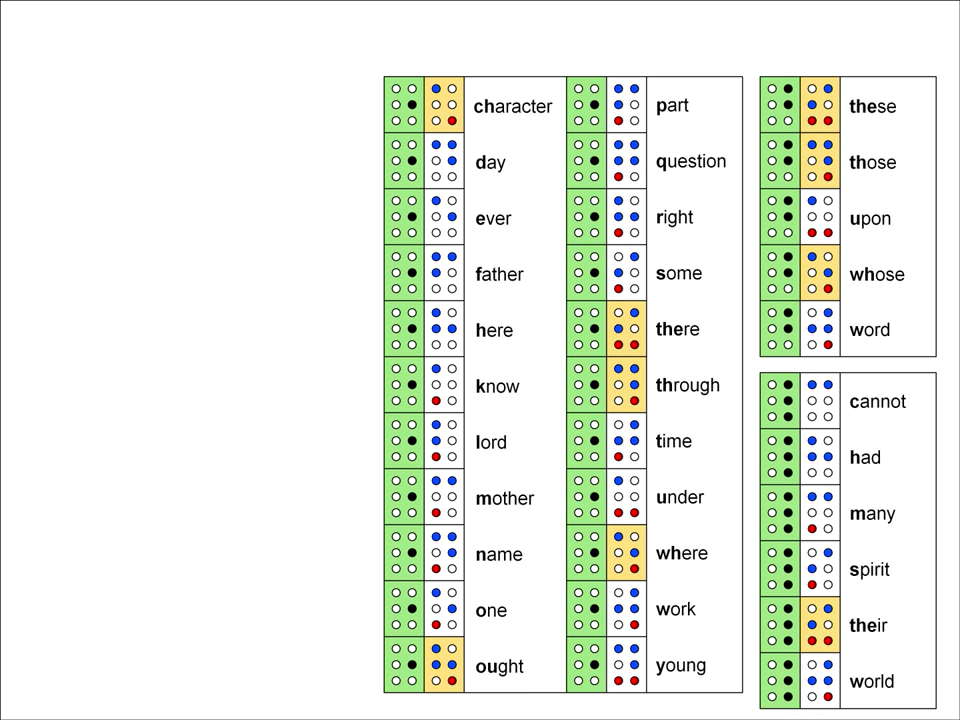 character
day
ever
father
here
know
lord
mother
name
one
ought
part
question
right
some
there
through
time
under
where
work
young
these
those
upon
whose
word
cannot
had
many
spirit
their
world